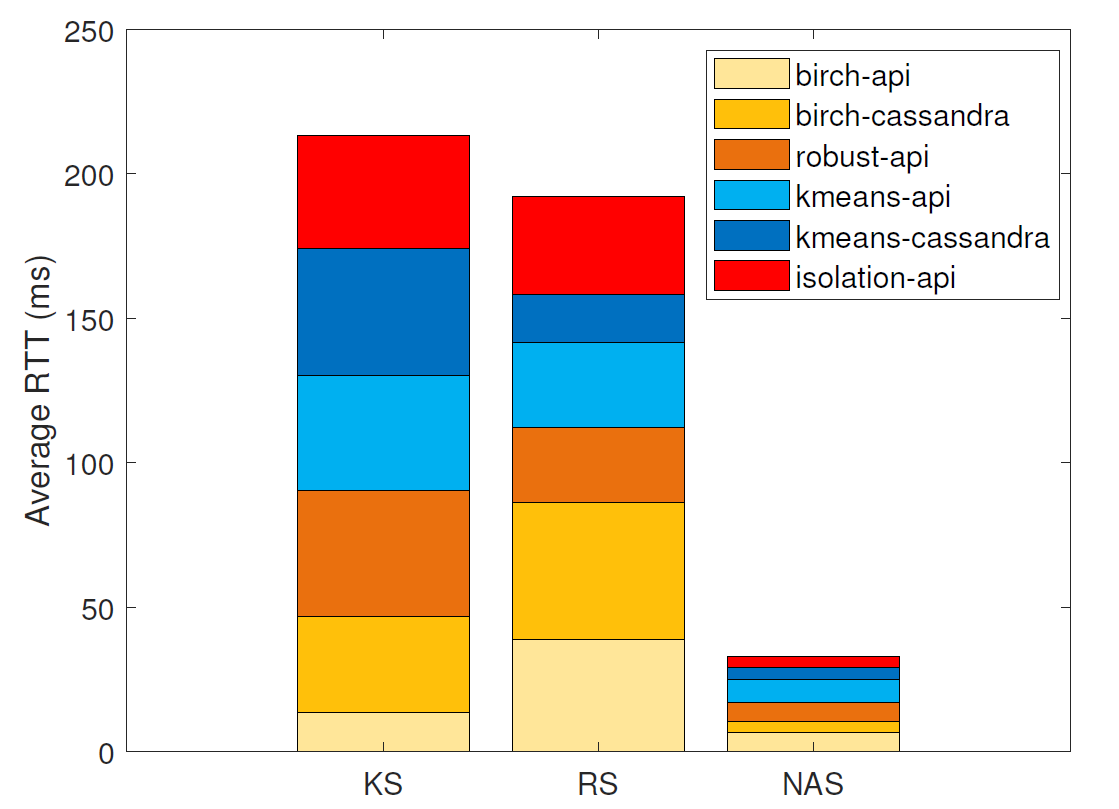 250
200
150
100
50
0
Average RTT (ms)
birch-api
birch-cassandra
robust-api
kmeans-api
kmeans-cassandra
isolation-api
KS RS NAS